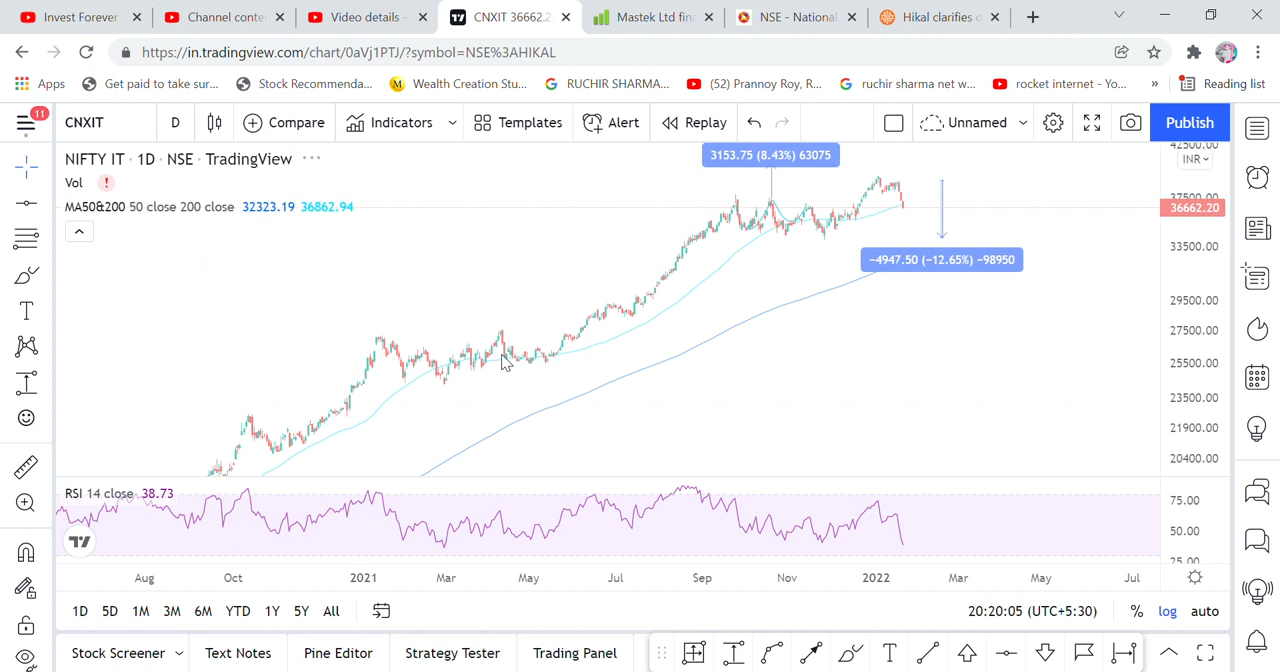 Invest Forever
Channel conte
Video details -
CNXIT 36662.2
Mastek Ltd fin
NSE - National
Hikal clarifies o
https://in.tradingview.com/chart/0aVj1PTJ/?symbol=NSE%3AHIKAL
Apps
Get paid to take sur...
Stock Recommenda...
Wealth Creation Stu...
RUCHIR SHARMA...
(52) Prannoy Roy, R...
ruchir sharma net w...
rocket internet - Yo...
»
Reading list
11
CNXIT
D
Compare
Indicators
Templates
Alert
Replay
Unnamed
Publish
NIFTY IT · 1D · NSE · TradingView ···
Vol !
MA50&200 50 close 200 close 32323.19 36862.94
3153.75 (8.43%) 63075
−4947.50 (−12.65%) −98950
42500.00
INR
37500.00
36662.20
33500.00
29500.00
27500.00
25500.00
23500.00
21900.00
20400.00
RSI 14 close 38.73
75.00
50.00
25.00
Aug Oct 2021 Mar May Jul Sep Nov 2022 Mar May Jul
1D 5D 1M 3M 6M YTD 1Y 5Y All
20:20:05 (UTC+5:30) % log auto
Stock Screener Text Notes Pine Editor Strategy Tester Trading Panel